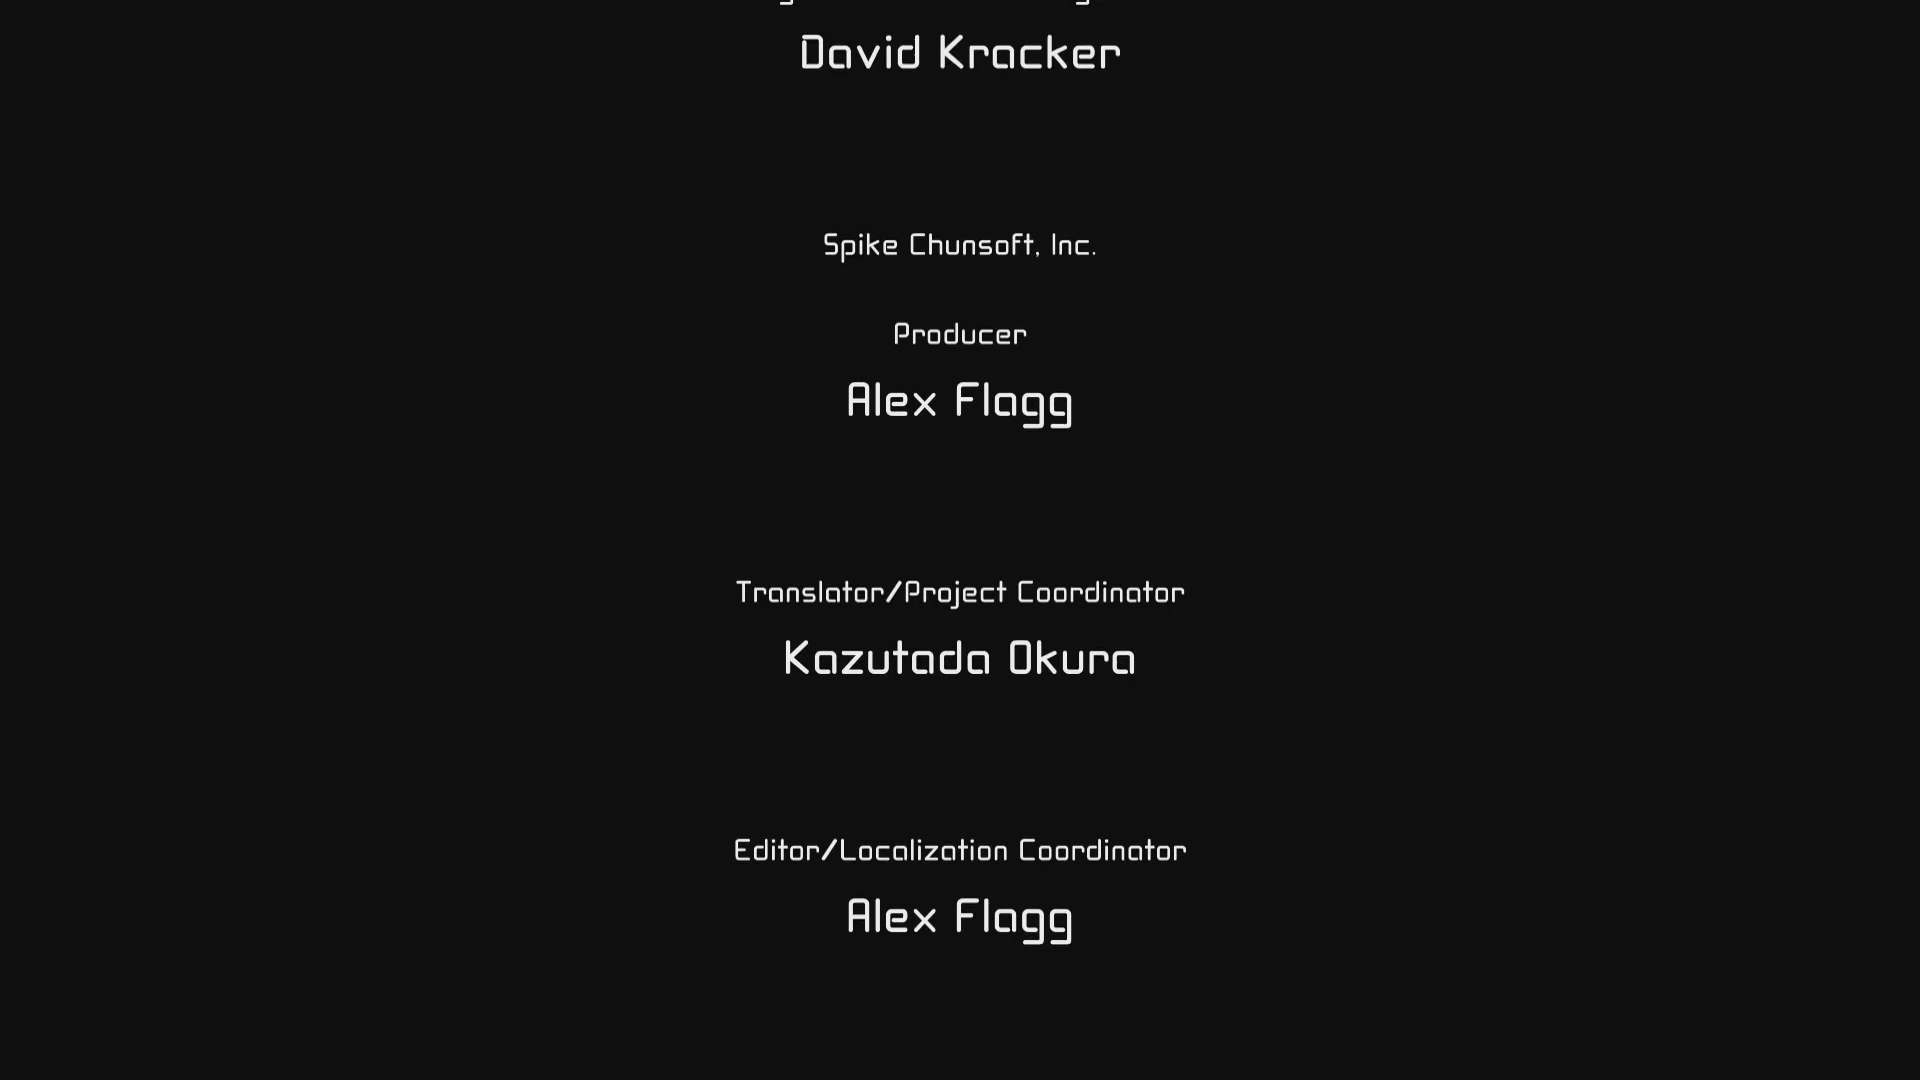 David Kracker
Spike Chunsoft, Inc.
Producer
Alex Flagg
Translator/Project Coordinator
Kazutada Okura
Editor/Localization Coordinator
Alex Flagg